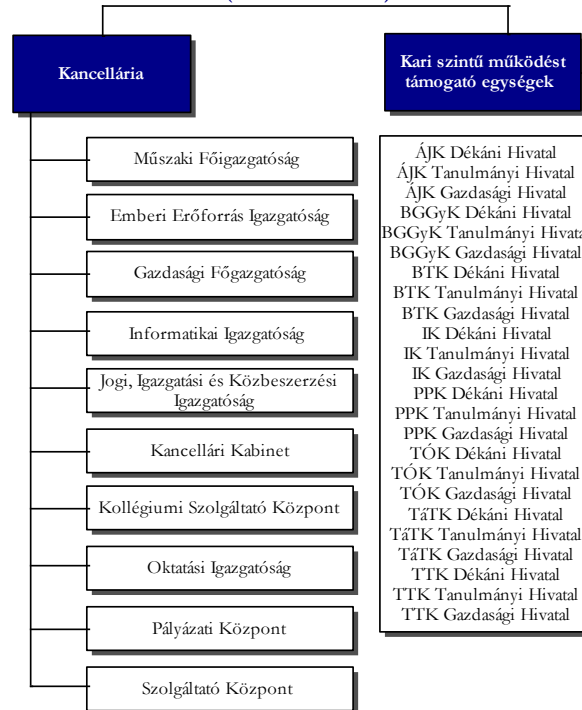 Kancellária
Műszaki Főigazgatóság
Emberi Erőforrás Igazgatóság
Gazdasági Főgazgatóság
Informatikai Igazgatóság
Jogi, Igazgatási és Közbeszerzési
Igazgatóság
Kancellári Kabinet
Kollégiumi Szolgáltató Központ
Oktatási Igazgatóság
Pályázati Központ
Szolgáltató Központ
Kari szintű működést
támogató egységek
ÁJK Dékáni Hivatal
ÁJK Tanulmányi Hivatal
ÁJK Gazdasági Hivatal
BGGyK Dékáni Hivatal
BGGyK Tanulmányi Hivata
BGGyK Gazdasági Hivatal
BTK Dékáni Hivatal
BTK Tanulmányi Hivatal
BTK Gazdasági Hivatal
IK Dékáni Hivatal
IK Tanulmányi Hivatal
IK Gazdasági Hivatal
PPK Dékáni Hivatal
PPK Tanulmányi Hivatal
PPK Gazdasági Hivatal
TÓK Dékáni Hivatal
TÓK Tanulmányi Hivatal
TÓK Gazdasági Hivatal
TáTK Dékáni Hivatal
TáTK Tanulmányi Hivatal
TáTK Gazdasági Hivatal
TTK Dékáni Hivatal
TTK Tanulmányi Hivatal
TTK Gazdasági Hivatal